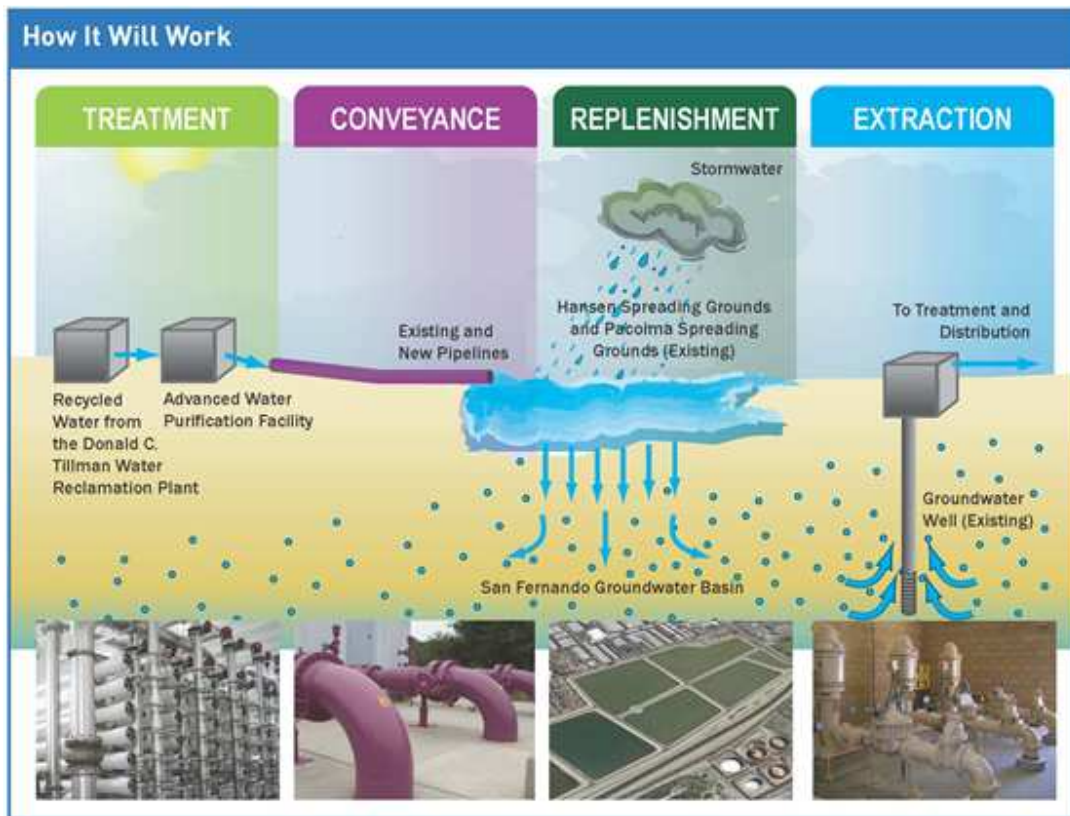 How It Will Work
TREATMENT
CONVEYANCE
REPLENISHMENT
EXTRACTION
Stormwater
Hansen Spreading Grounds
and Pacoima Spreading
Grounds (Existing)
Existing and
New Pipelines
To Treatment and
Distribution
Recycled
Water from
the Donald C.
Tillman Water
Reclamation Plant
Advanced Water
Purification Facility
Groundwater
Well (Existing)
San Fernando Groundwater Basin